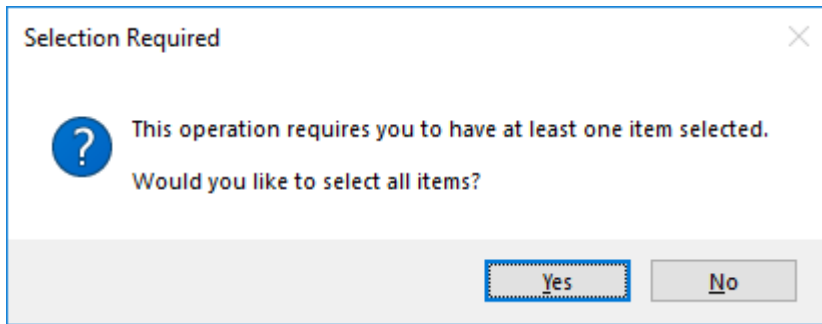 Selection Required
This operation requires you to have at least one item selected.
Would you like to select all items?
Yes No